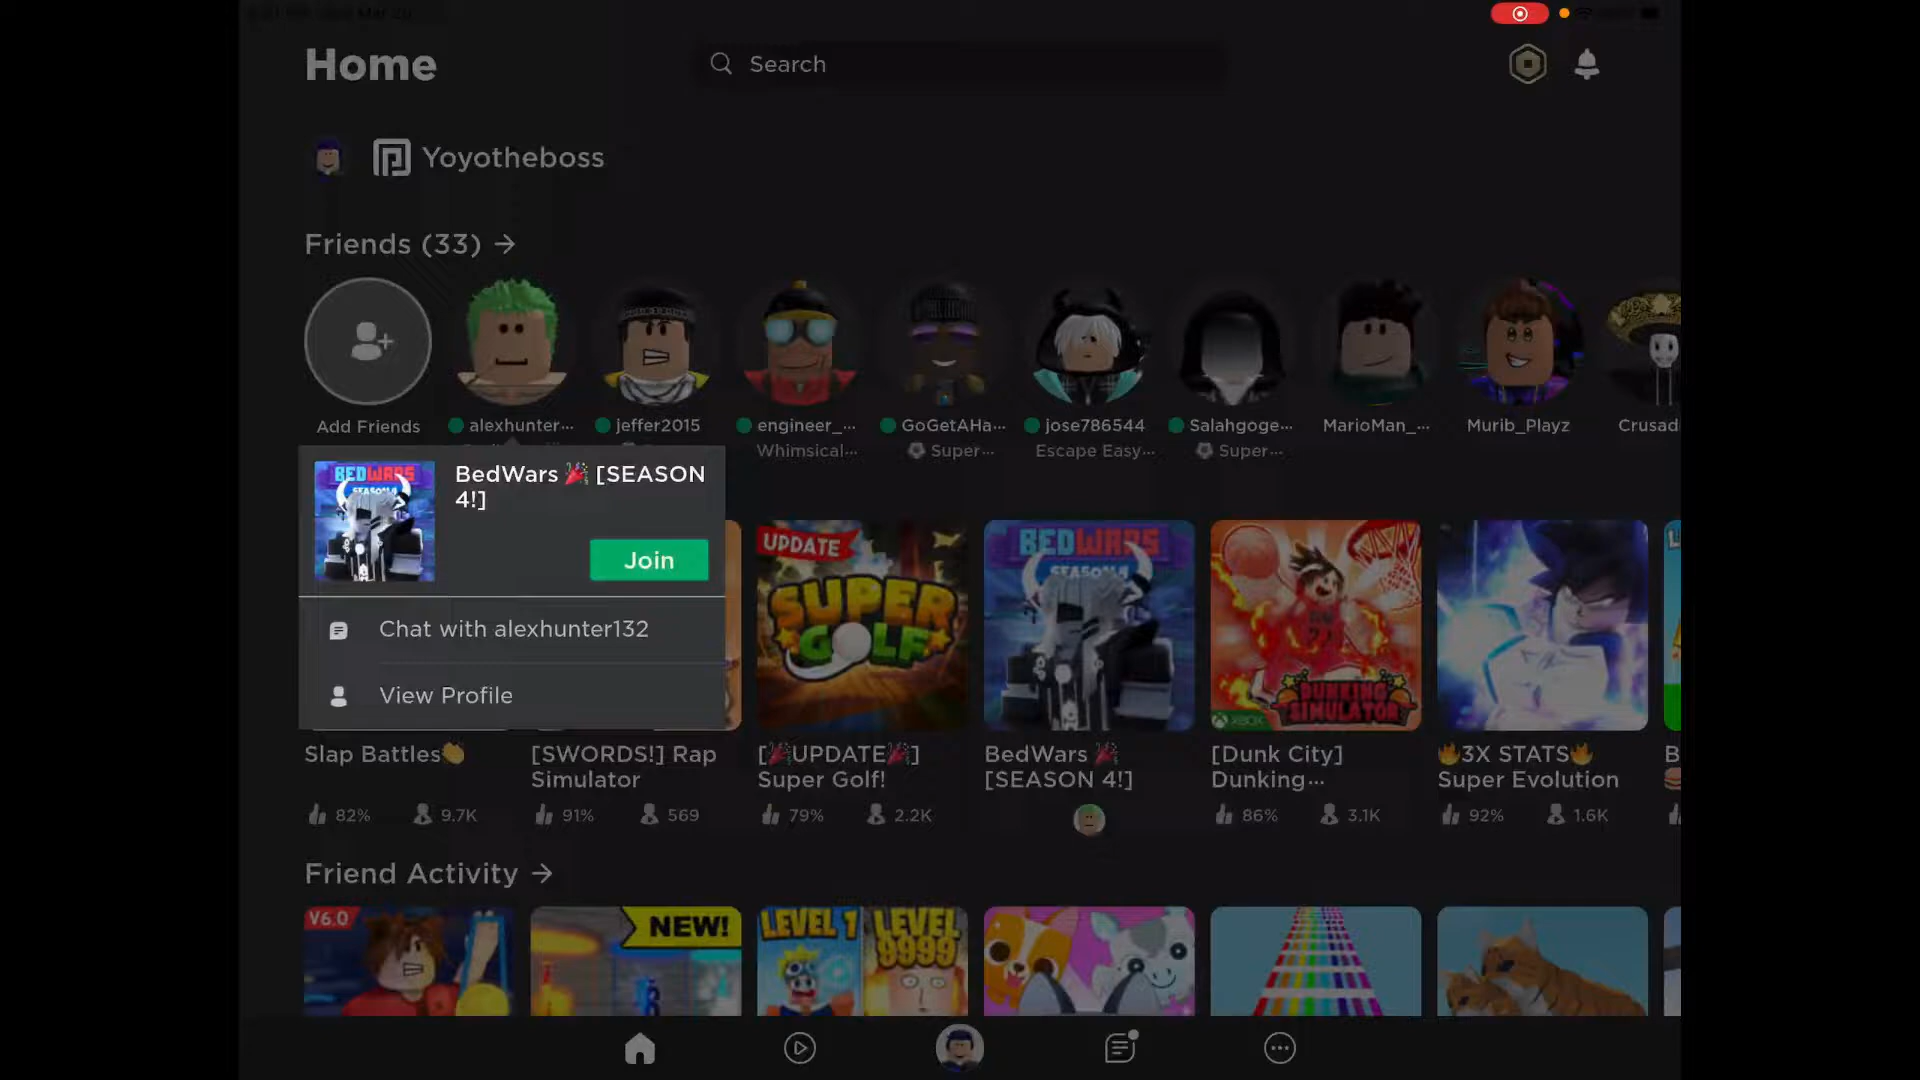 Home
Search
Yoyotheboss
Friends (33)
Add Friends
alexhunter...
jeffer2015
engineer_...
GoGetAHa...
jose786544
Salahgoge...
MarioMan_...
Murib_Playz
Crusad
Whimsical...
Super...
Escape Easy...
Super...
BEDWARS
SEASON 4
BedWars 🎉 [SEASON
4!]
Join
Chat with alexhunter132
View Profile
UPDATE
SUPER
GOLF
BEDWARS
SEASON 4
DUNKING
SIMULATOR
XBOX
Slap Battles👏
[SWORDS!] Rap
Simulator
[🎉UPDATE🎉]
Super Golf!
BedWars 🎉
[SEASON 4!]
[Dunk City]
Dunking...
🔥3X STATS🔥
Super Evolution
B
82%
9.7K
91%
569
79%
2.2K
86%
3.1K
92%
1.6K
Friend Activity
V6.0
NEW!
LEVEL 1
LEVEL
9999